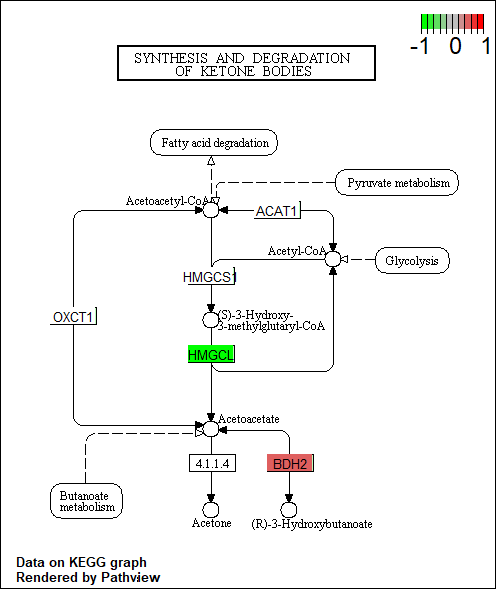 -1 0 1
SYNTHESIS AND DEGRADATION
OF KETONE BODIES
Fatty acid degradation
Pyruvate metabolism
Acetoacetyl-CoA
ACAT1
Acetyl-CoA
Glycolysis
HMGCS1
OXCT1
(S)-3-Hydroxy-
3-methylglutaryl-CoA
HMGCL
Acetoacetate
4.1.1.4
BDH2
Butanoate
metabolism
Acetone
(R)-3-Hydroxybutanoate
Data on KEGG graph
Rendered by Pathview